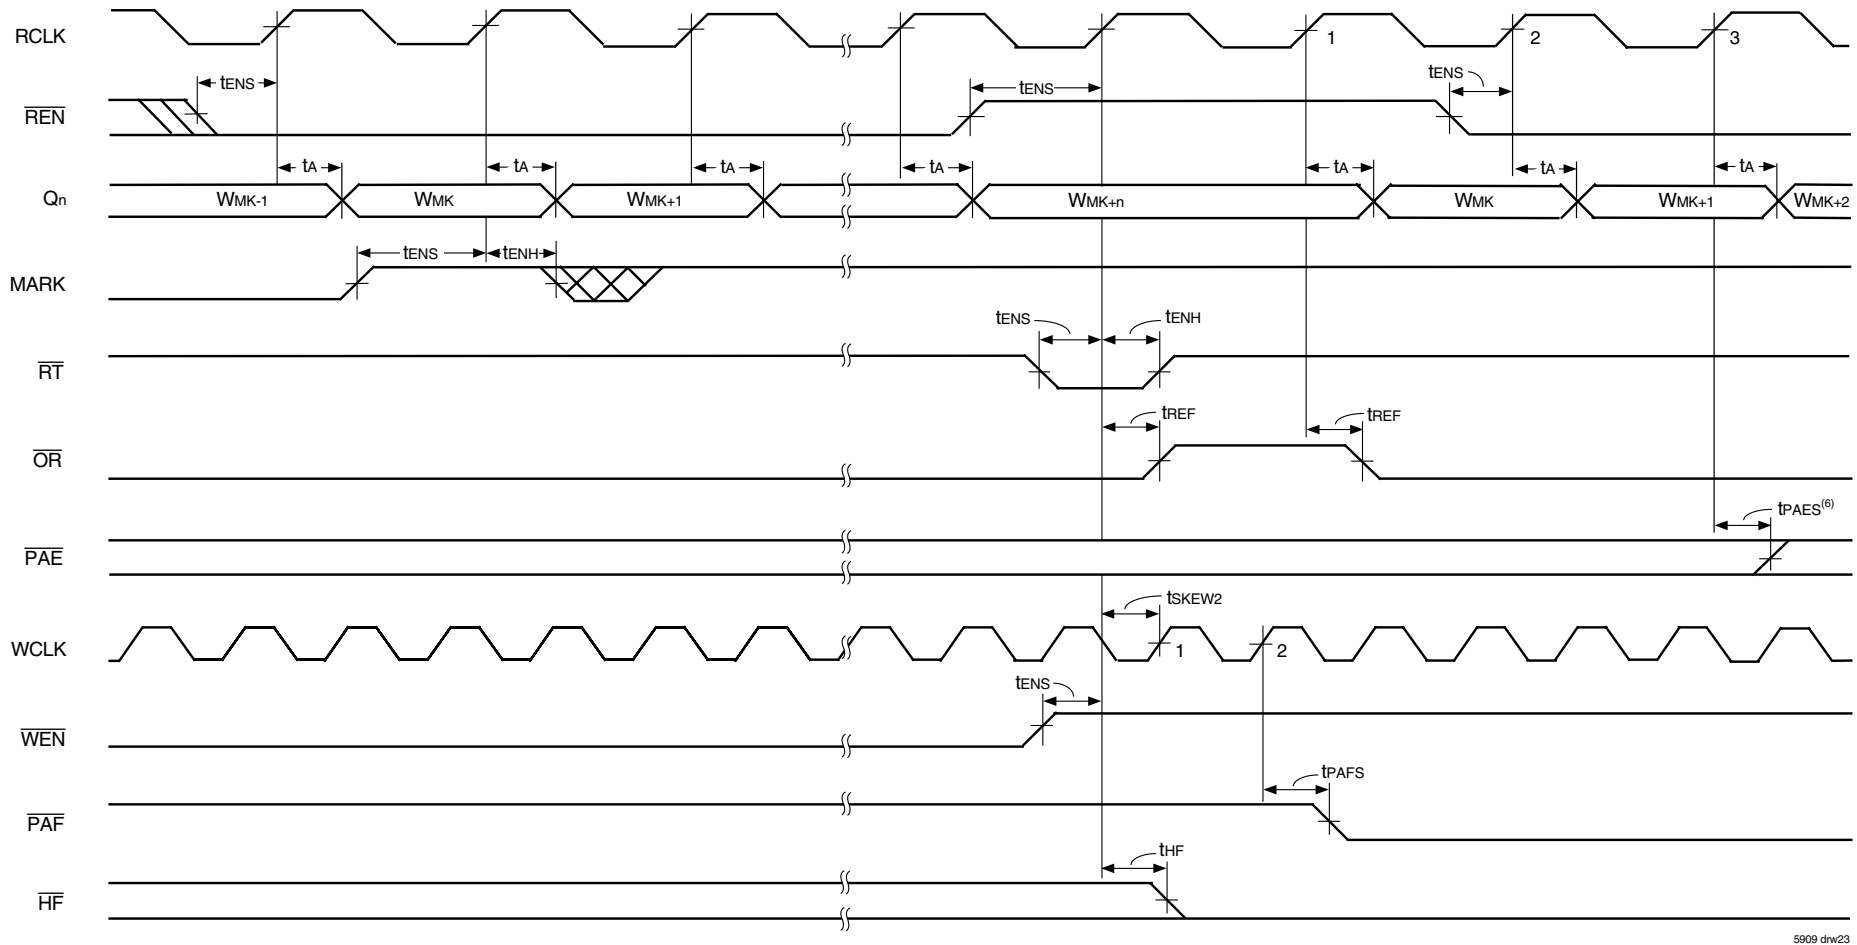 RCLK
1
2
3
tENS
tENS
tENS
REN
tA
tA
tA
tA
tA
tA
tA
Qn
WMK-1
WMK
WMK+1
WMK+n
WMK
WMK+1
WMK+2
tENS
tENH
MARK
tENS
tENH
RT
tREF
tREF
OR
tPAES(6)
PAE
tSKEW2
WCLK
1
2
tENS
WEN
tPAFS
PAF
tHF
HF
5909 drw23